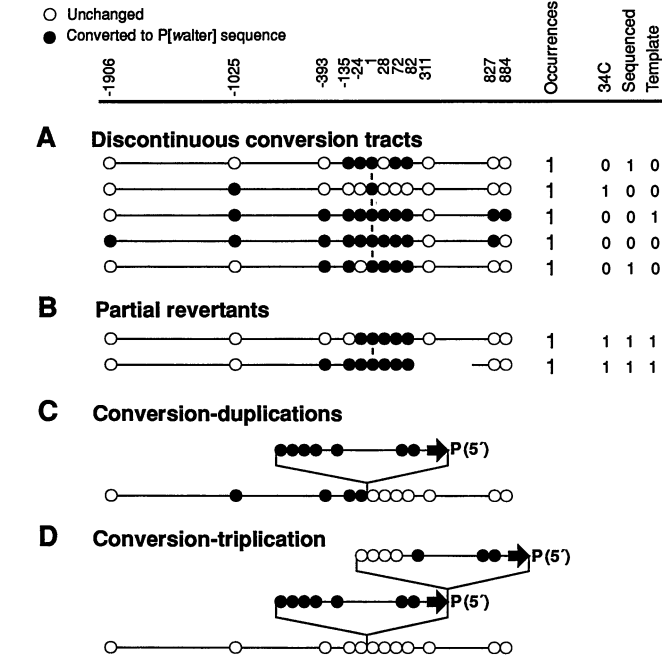 Unchanged
Converted to P[walter] sequence
-1906
-1025
-393
-135
-24
1
28
72
82
311
827
884
Occurrences
34C
Sequenced
Template
A Discontinuous conversion tracts
1 0 1 0
1 1 0 0
1 0 0 1
1 0 0 0
1 0 1 0
B Partial revertants
1 1 1 1
1 1 1 1
C Conversion-duplications
P(5´)
D Conversion-triplication
P(5´)
P(5´)